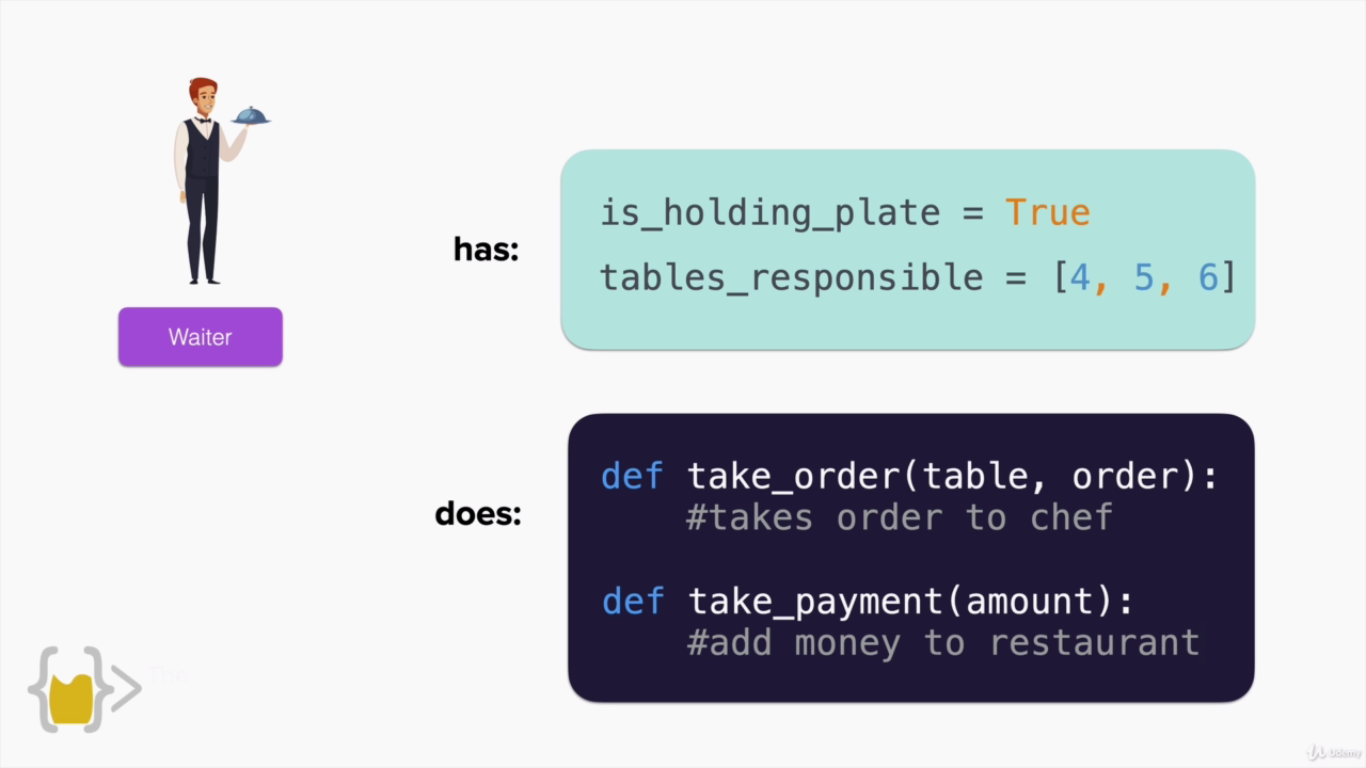 has:
is_holding_plate = True
tables_responsible = [4, 5, 6]
Waiter
does:
def take_order(table, order):
#takes order to chef
def take_payment(amount):
#add money to restaurant
The
Udemy